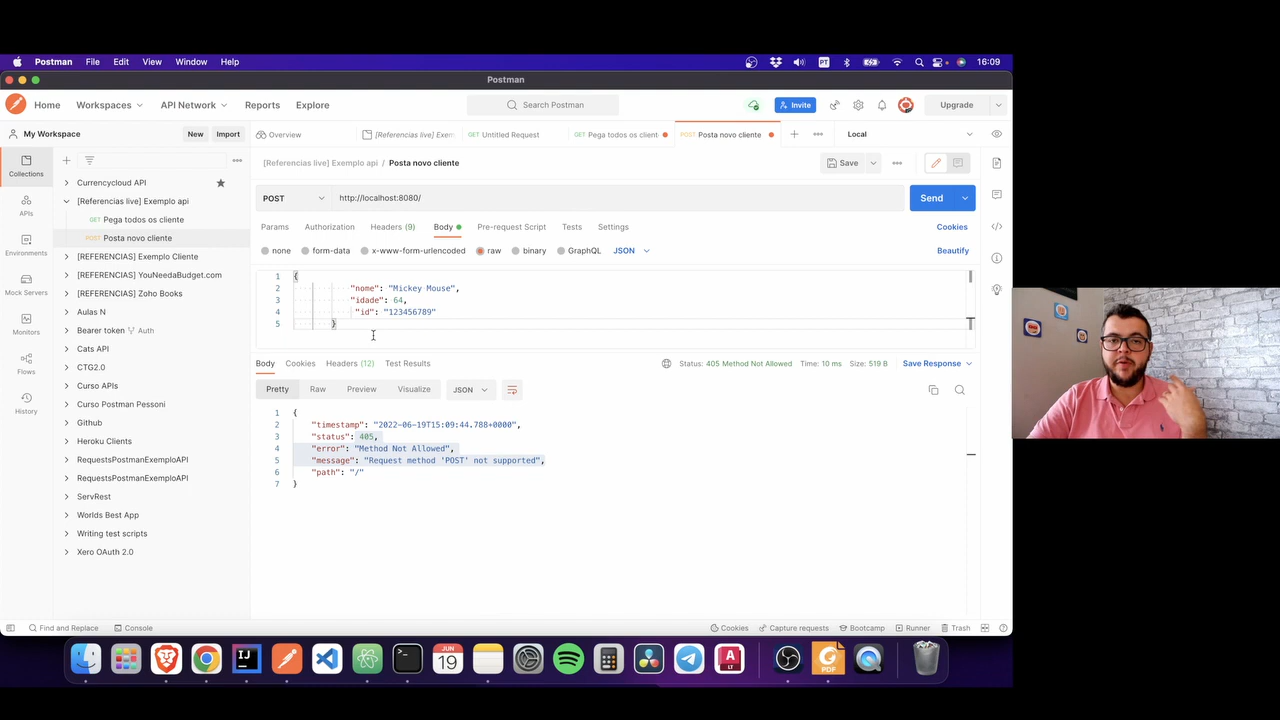 Postman File Edit View Window Help PT 16:09
Postman
Home Workspaces API Network Reports Explore Search Postman Invite Upgrade
My Workspace New Import Overview [Referencias live] Exem GET Untitled Request GET Pega todos os client POST Posta novo cliente Local
Collections
APIs
Environments
Mock Servers
Monitors
Flows
History
Currencycloud API
[Referencias live] Exemplo api
GET Pega todos os cliente
POST Posta novo cliente
[REFERENCIAS] Exemplo Cliente
[REFERENCIAS] YouNeedaBudget.com
[REFERENCIAS] Zoho Books
Aulas N
Bearer token Auth
Cats API
CTG2.0
Curso APIs
Curso Postman Pessoni
Github
Heroku Clients
RequestsPostmanExemploAPI
RequestsPostmanExemploAPI
ServRest
Worlds Best App
Writing test scripts
Xero OAuth 2.0
[Referencias live] Exemplo api / Posta novo cliente Save
POST http://localhost:8080/ Send
Params Authorization Headers (9) Body Pre-request Script Tests Settings Cookies
none form-data x-www-form-urlencoded raw binary GraphQL JSON Beautify
1 {
2 "nome": "Mickey Mouse",
3 "idade": 64,
4 "id": "123456789"
5 }
Body Cookies Headers (12) Test Results Status: 405 Method Not Allowed Time: 10 ms Size: 519 B Save Response
Pretty Raw Preview Visualize JSON
1 {
2 "timestamp": "2022-06-19T15:09:44.788+0000",
3 "status": 405,
4 "error": "Method Not Allowed",
5 "message": "Request method 'POST' not supported",
6 "path": "/"
7 }
Find and Replace Console Cookies Capture requests Bootcamp Runner Trash
JUN
19
PDF